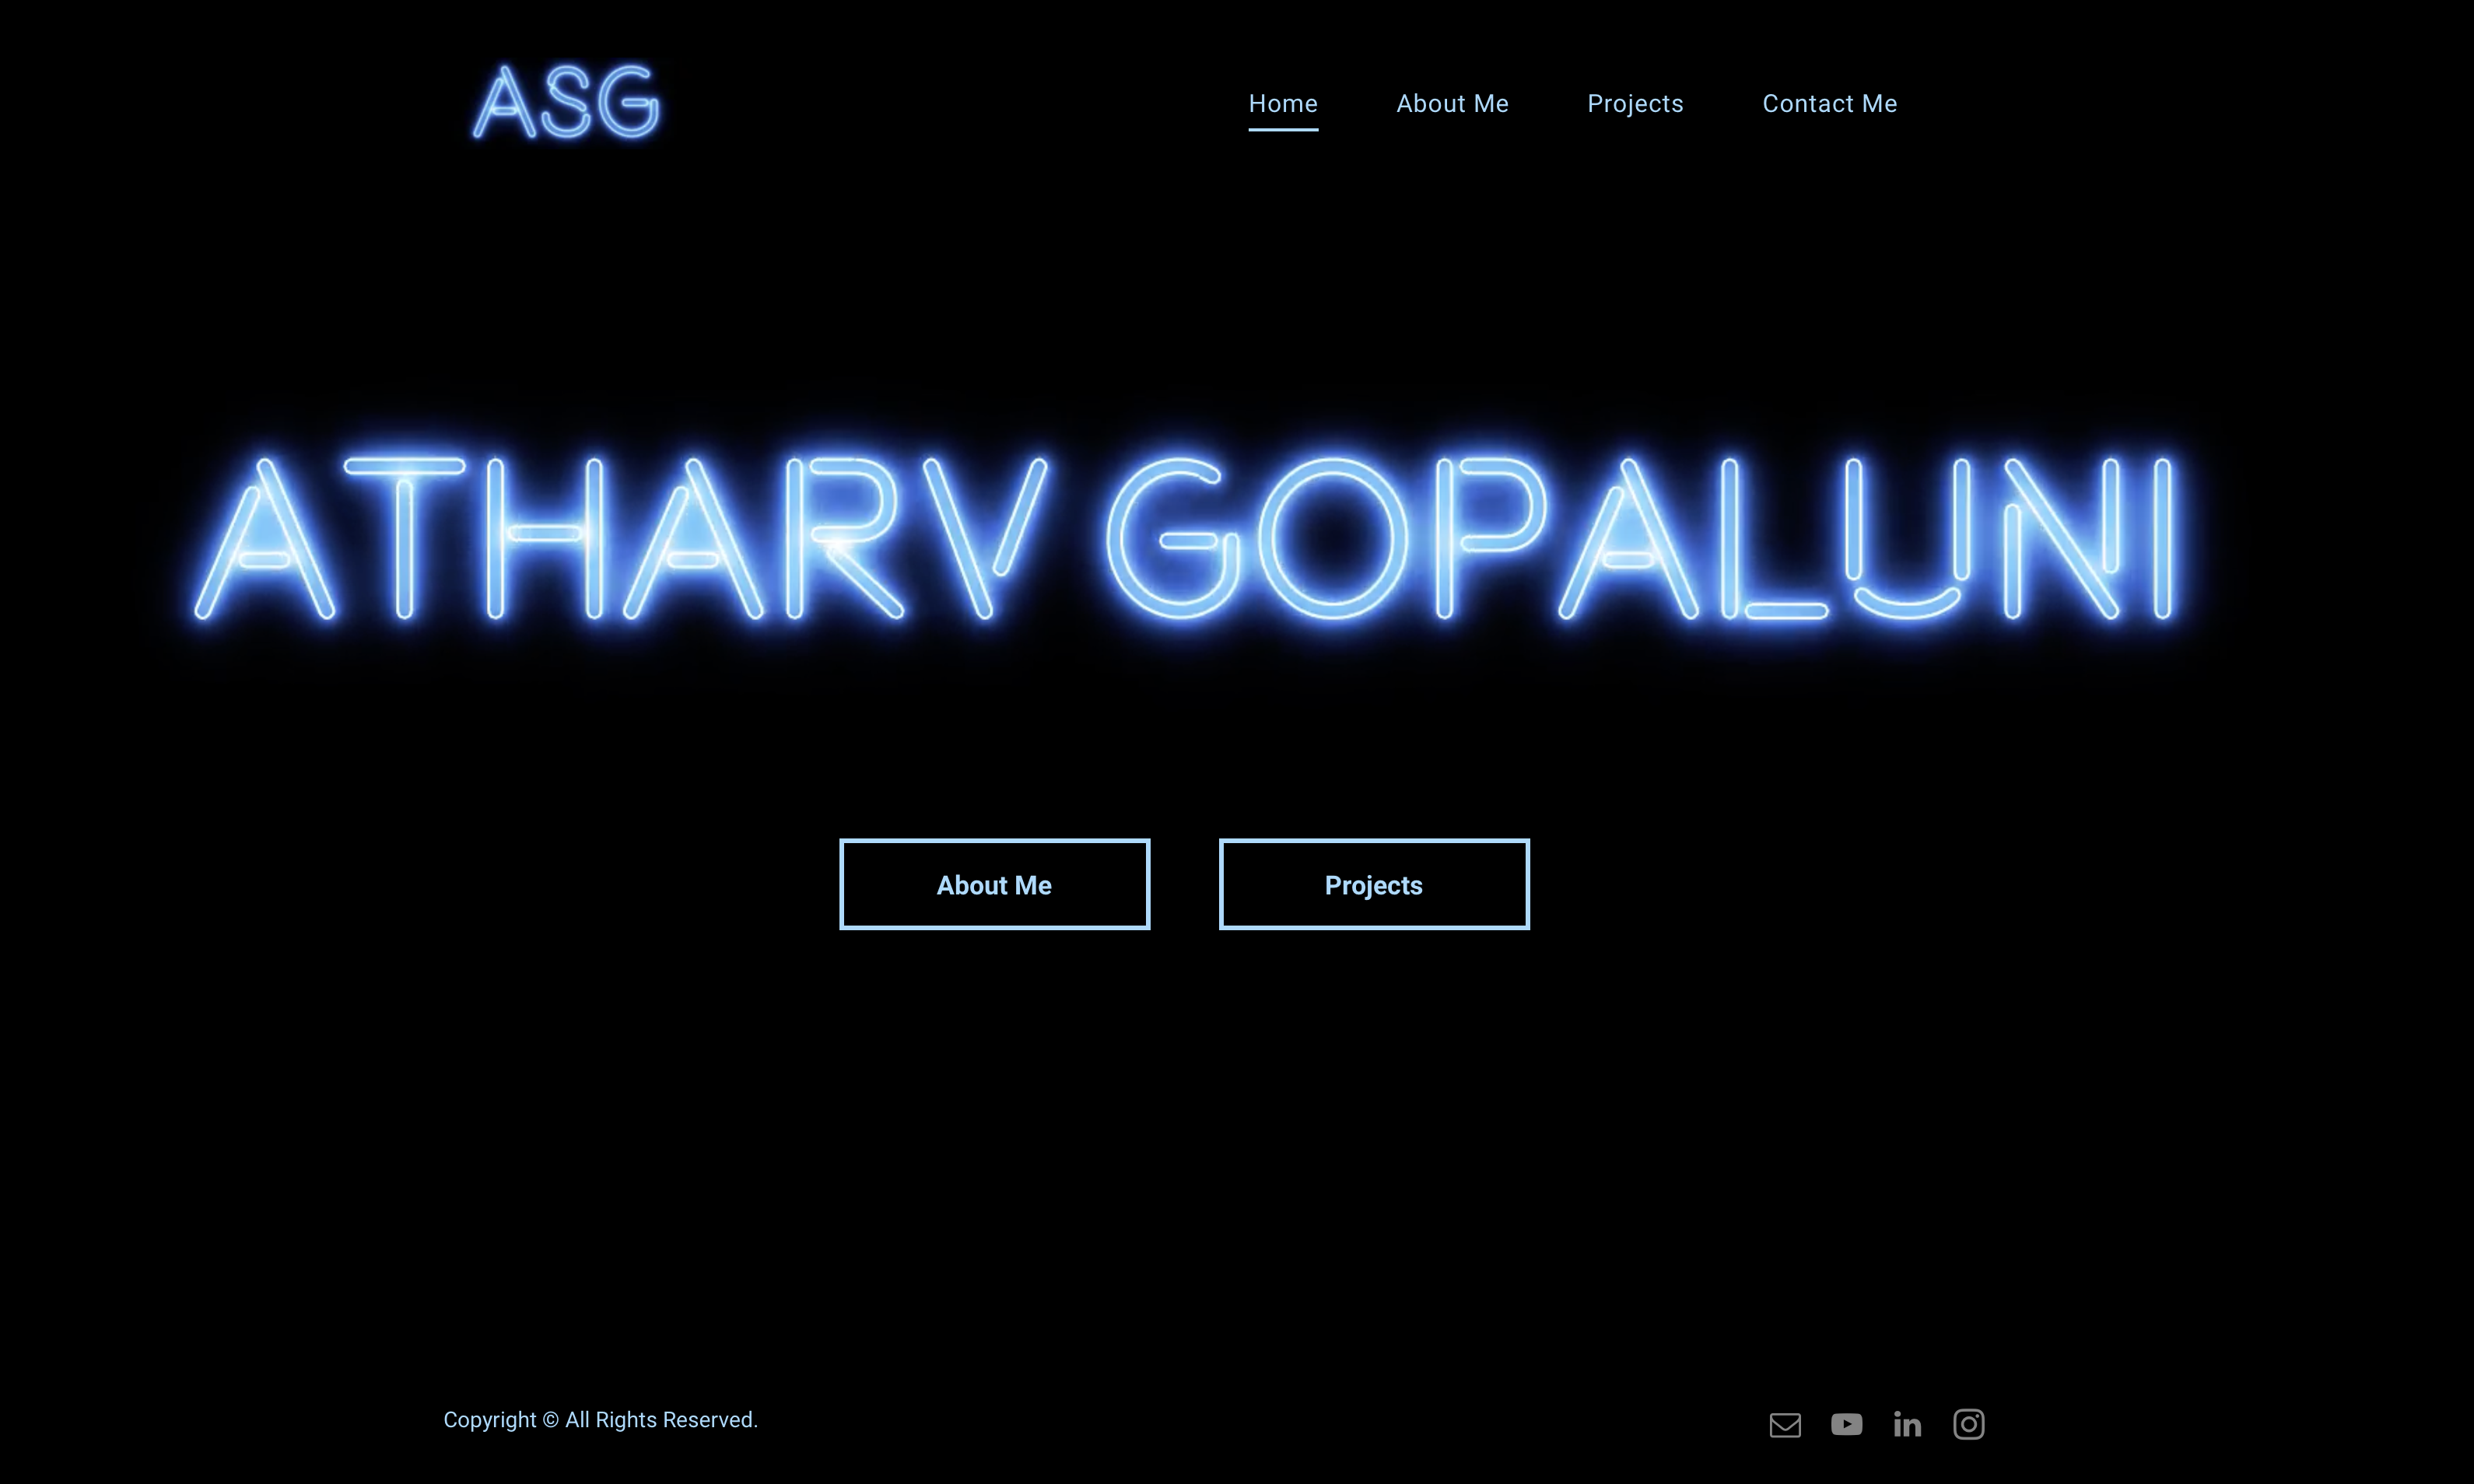 ASG
Home About Me Projects Contact Me
ATHARV GOPALUNI
About Me Projects
Copyright © All Rights Reserved.